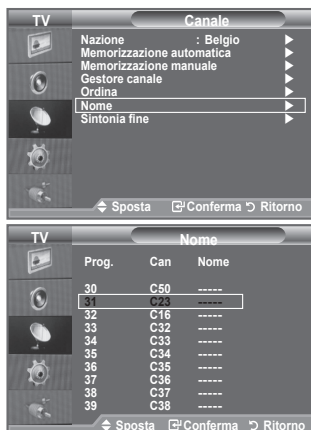 TV Canale
Nazione : Belgio
Memorizzazione automatica
Memorizzazione manuale
Gestore canale
Ordina
Nome
Sintonia fine
Sposta Conferma Ritorno
TV Nome
Prog. Can Nome
30 C50 -----
31 C23 -----
32 C16 -----
33 C32 -----
34 C33 -----
35 C34 -----
36 C35 -----
37 C36 -----
38 C37 -----
39 C38 -----
Sposta Conferma Ritorno